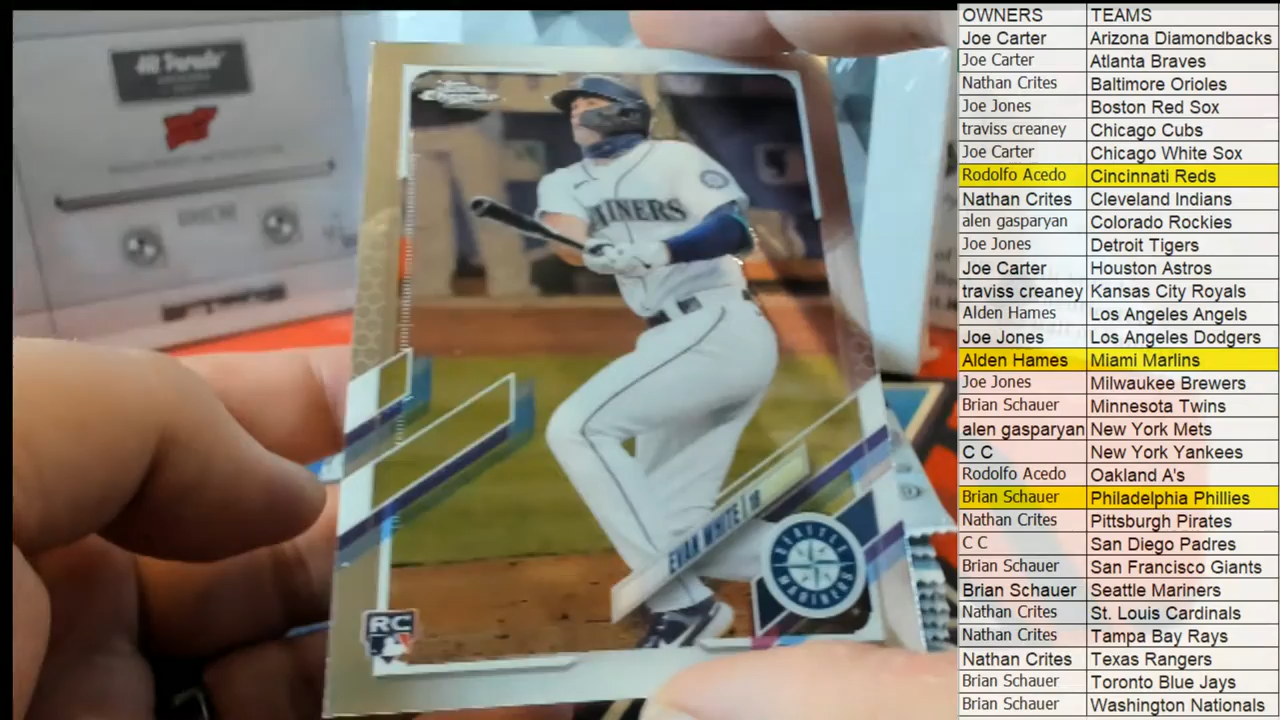 Hit Parade
Topps
Chrome
MARINERS
EVAN WHITE | 1B
SEATTLE
MARINERS
RC
OWNERS TEAMS
Joe Carter Arizona Diamondbacks
Joe Carter Atlanta Braves
Nathan Crites Baltimore Orioles
Joe Jones Boston Red Sox
traviss creaney Chicago Cubs
Joe Carter Chicago White Sox
Rodolfo Acedo Cincinnati Reds
Nathan Crites Cleveland Indians
alen gasparyan Colorado Rockies
Joe Jones Detroit Tigers
Joe Carter Houston Astros
traviss creaney Kansas City Royals
Alden Hames Los Angeles Angels
Joe Jones Los Angeles Dodgers
Alden Hames Miami Marlins
Joe Jones Milwaukee Brewers
Brian Schauer Minnesota Twins
alen gasparyan New York Mets
C C New York Yankees
Rodolfo Acedo Oakland A's
Brian Schauer Philadelphia Phillies
Nathan Crites Pittsburgh Pirates
C C San Diego Padres
Brian Schauer San Francisco Giants
Brian Schauer Seattle Mariners
Nathan Crites St. Louis Cardinals
Nathan Crites Tampa Bay Rays
Nathan Crites Texas Rangers
Brian Schauer Toronto Blue Jays
Brian Schauer Washington Nationals